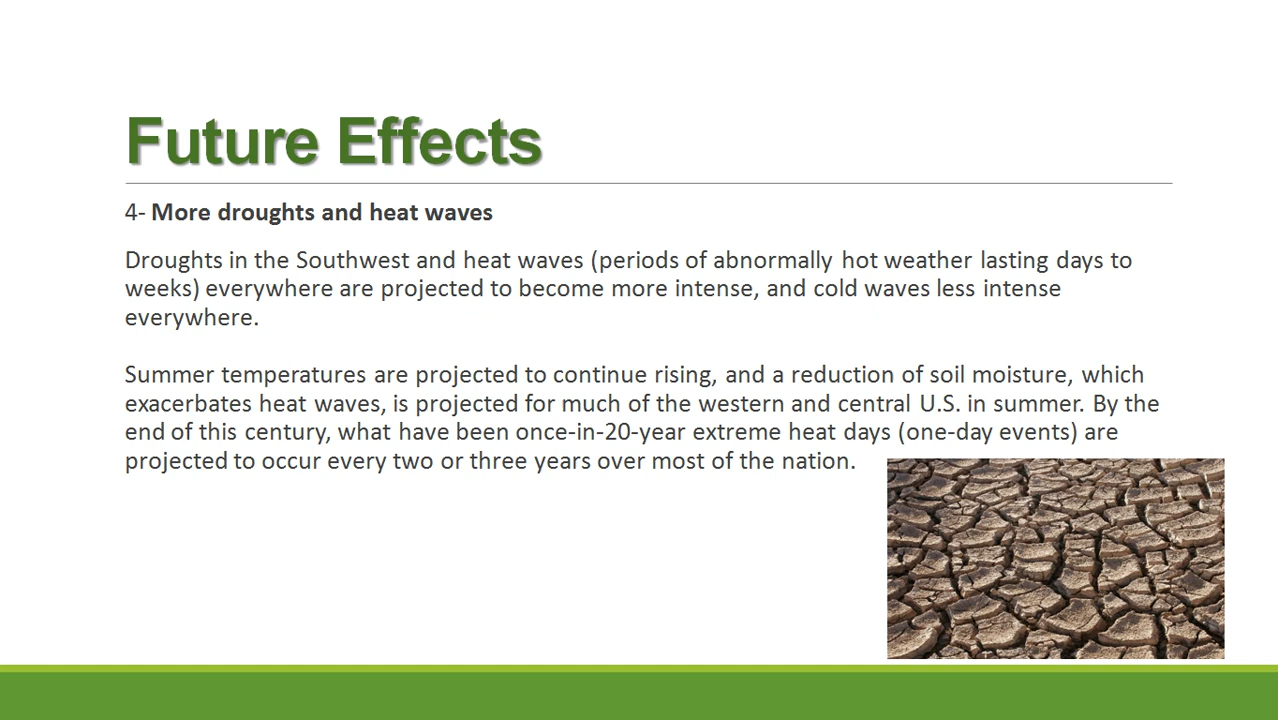 Future Effects
4- More droughts and heat waves
Droughts in the Southwest and heat waves (periods of abnormally hot weather lasting days to
weeks) everywhere are projected to become more intense, and cold waves less intense
everywhere.
Summer temperatures are projected to continue rising, and a reduction of soil moisture, which
exacerbates heat waves, is projected for much of the western and central U.S. in summer. By the
end of this century, what have been once-in-20-year extreme heat days (one-day events) are
projected to occur every two or three years over most of the nation.